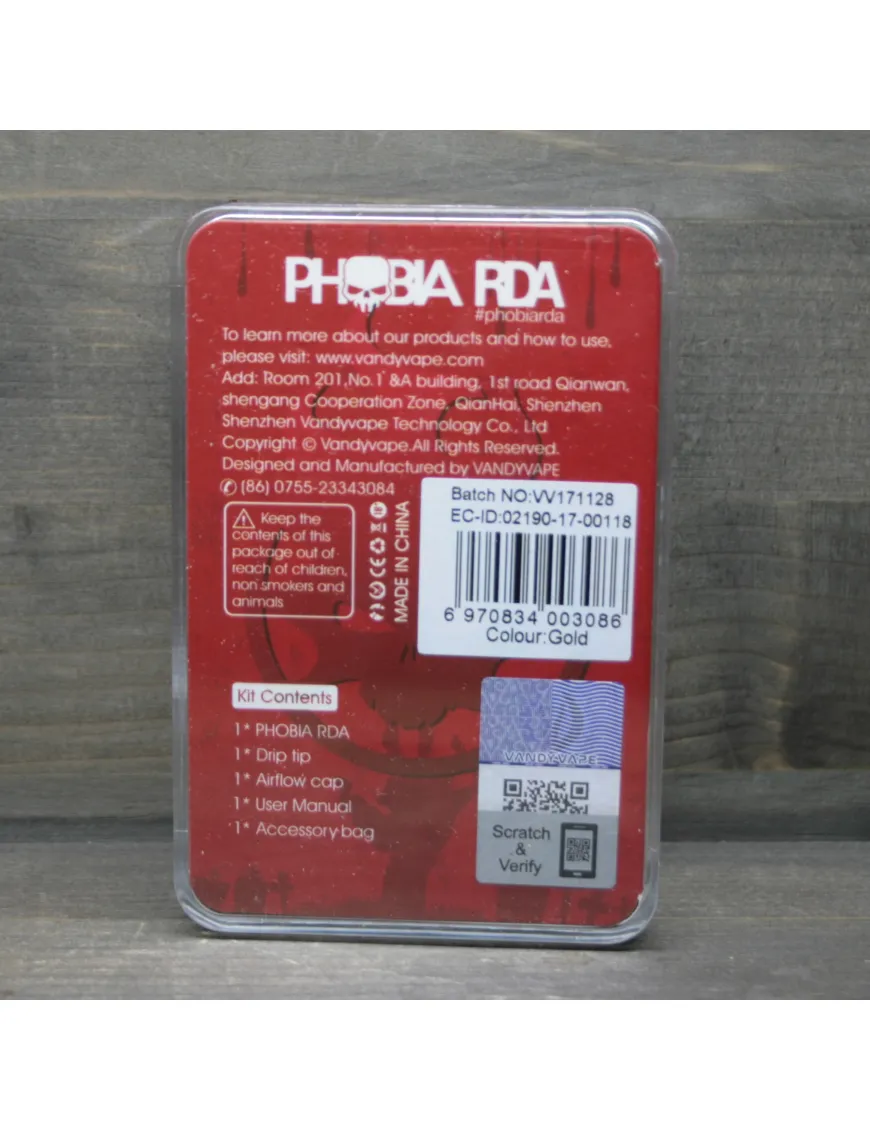 PHOBIA RDA
#phobiarda
To learn more about our products and how to use,
please visit: www.vandyvape.com
Add: Room 201,No.1 &A building, 1st road Qianwan,
shengang Cooperation Zone, QianHai, Shenzhen
Shenzhen Vandyvape Technology Co., Ltd
Copyright © Vandyvape.All Rights Reserved.
Designed and Manufactured by VANDYVAPE
(86) 0755-23343084
Keep the
contents of this
package out of
reach of children,
non smokers and
animals
CE
MADE IN CHINA
Batch NO:VV171128
EC-ID:02190-17-00118
6 970834 003086
Colour:Gold
Kit Contents
1* PHOBIA RDA
1* Drip tip
1* Airflow cap
1* User Manual
1* Accessory bag
VANDYVAPE
Scratch
&
Verify